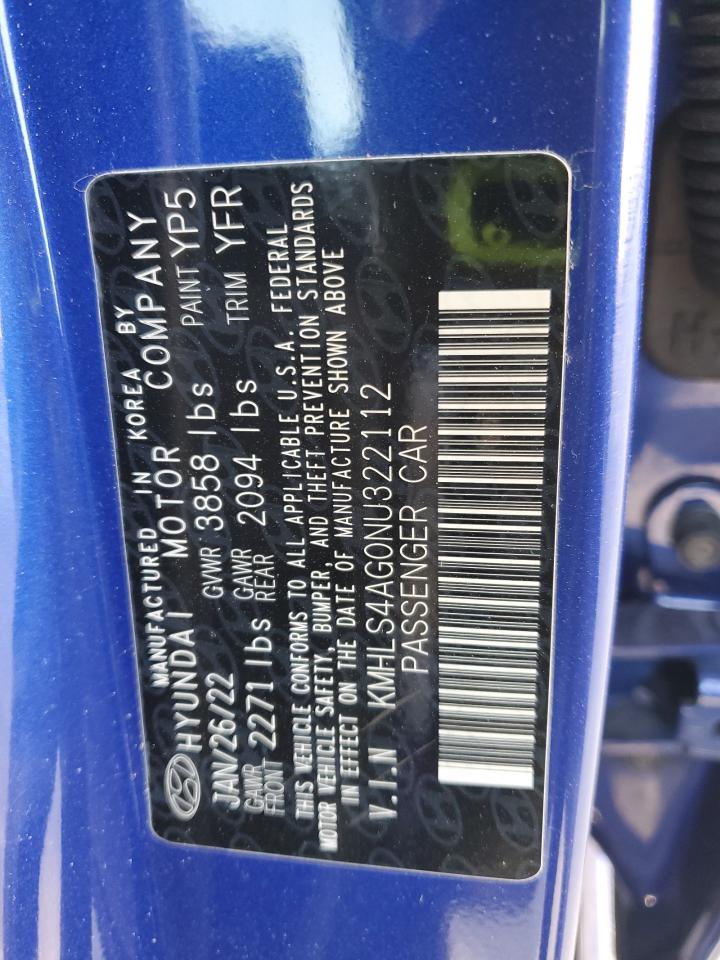 MANUFACTURED IN KOREA BY
HYUNDAI MOTOR COMPANY
JAN/26/22 GVWR 3858 lbs PAINT YP5
GAWR FRONT 2271 lbs GAWR REAR 2094 lbs TRIM YFR
THIS VEHICLE CONFORMS TO ALL APPLICABLE U.S.A. FEDERAL
MOTOR VEHICLE SAFETY, BUMPER, AND THEFT PREVENTION STANDARDS
IN EFFECT ON THE DATE OF MANUFACTURE SHOWN ABOVE
V.I.N KMHLS4AG0NU322112
PASSENGER CAR